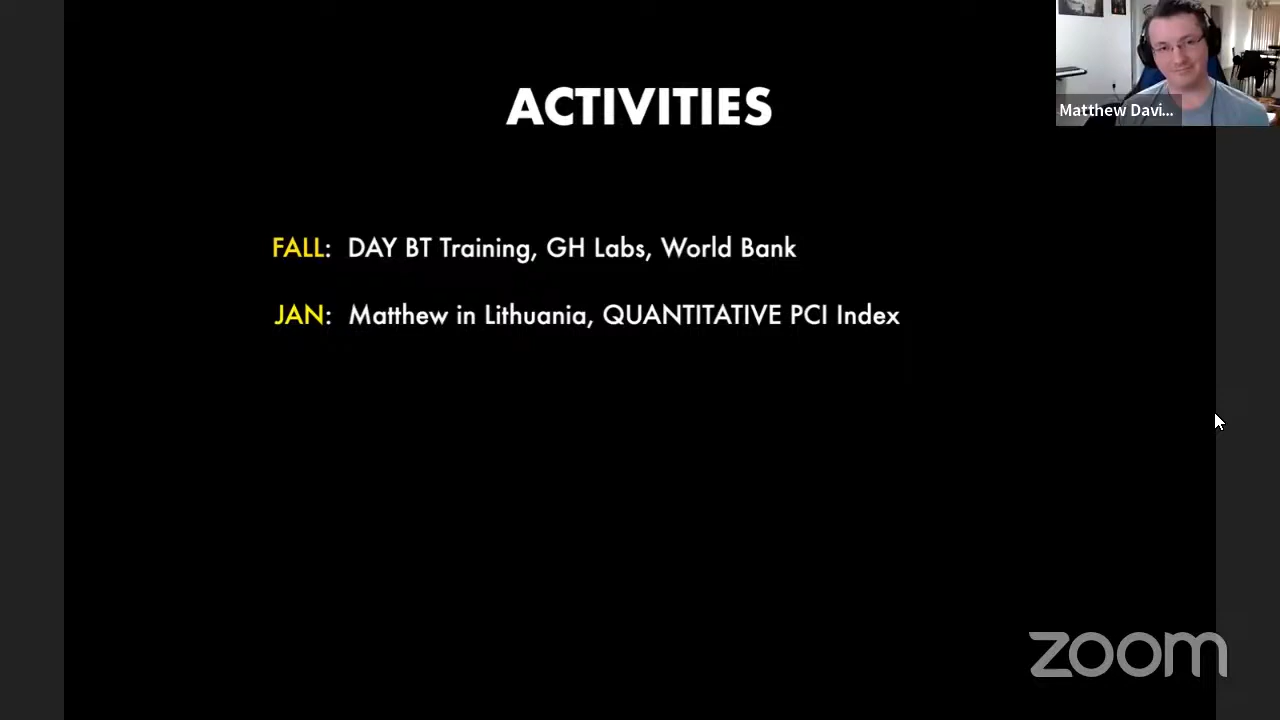 ACTIVITIES
Matthew Davi...
FALL: DAY BT Training, GH Labs, World Bank
JAN: Matthew in Lithuania, QUANTITATIVE PCI Index
zoom